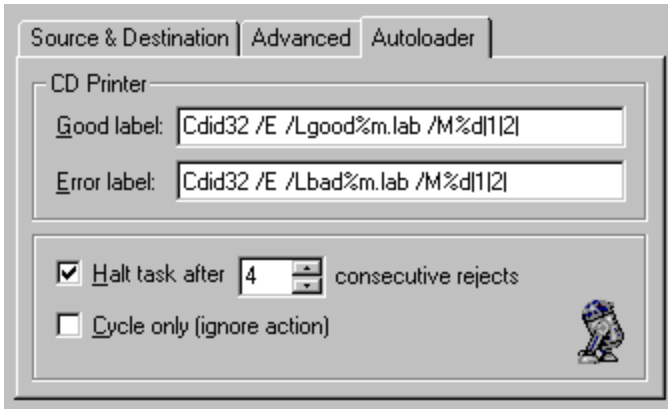 Source & Destination Advanced Autoloader
CD Printer
Good label: Cdid32 /E /Lgood%m.lab /M%d|1|2|
Error label: Cdid32 /E /Lbad%m.lab /M%d|1|2|
Halt task after 4 consecutive rejects
Cycle only (ignore action)